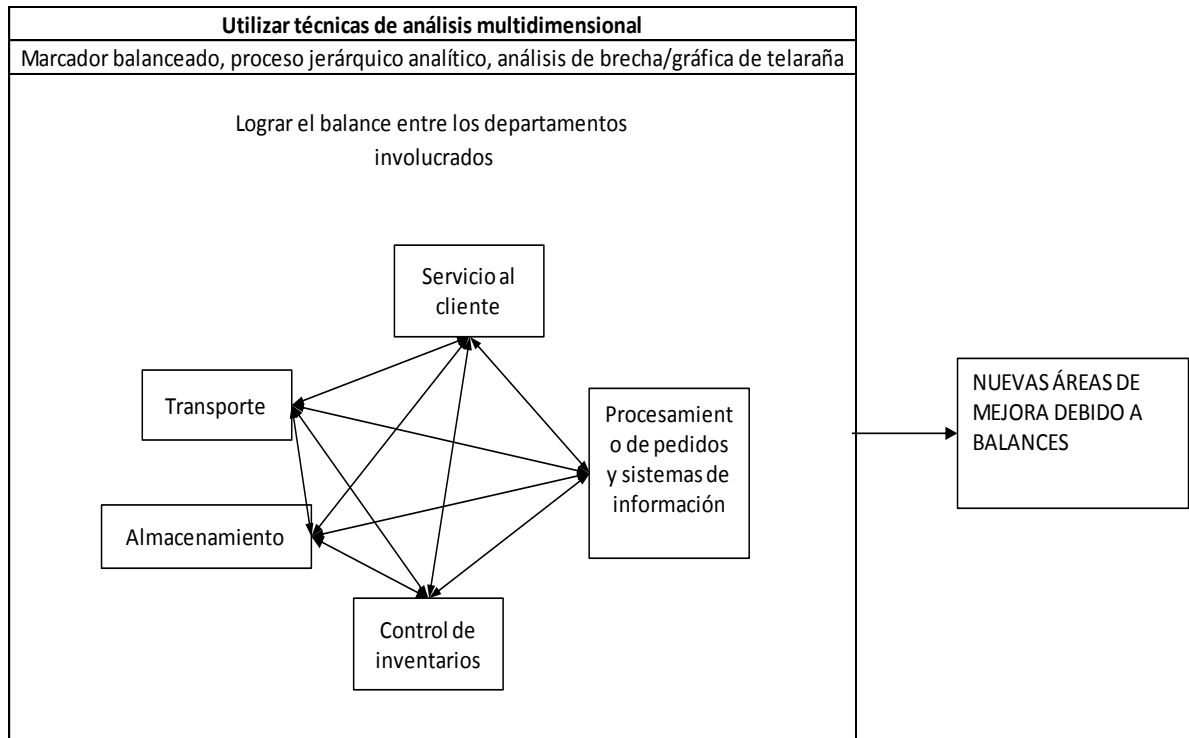 Utilizar técnicas de análisis multidimensional
Marcador balanceado, proceso jerárquico analítico, análisis de brecha/gráfica de telaraña
Lograr el balance entre los departamentos
involucrados
Servicio al
cliente
Transporte
Procesamient
o de pedidos
y sistemas de
información
Almacenamiento
Control de
inventarios
NUEVAS ÁREAS DE
MEJORA DEBIDO A
BALANCES